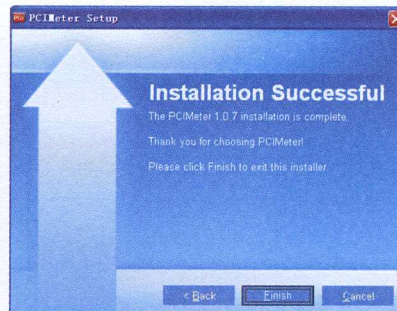 PCIMeter Setup
Installation Successful
The PCIMeter 1.0.7 installation is complete.
Thank you for choosing PCIMeter!
Please click Finish to exit this installer.
< Back
Finish
Cancel